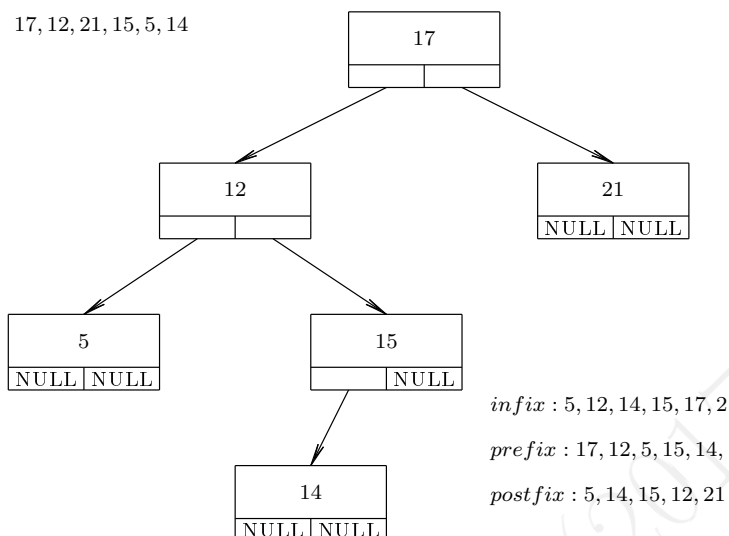 17, 12, 21, 15, 5, 14
17
12
21
NULL NULL
5
15
NULL NULL
NULL
infix : 5, 12, 14, 15, 17, 2
prefix : 17, 12, 5, 15, 14,
14
postfix : 5, 14, 15, 12, 21
NULL NULL
(2017